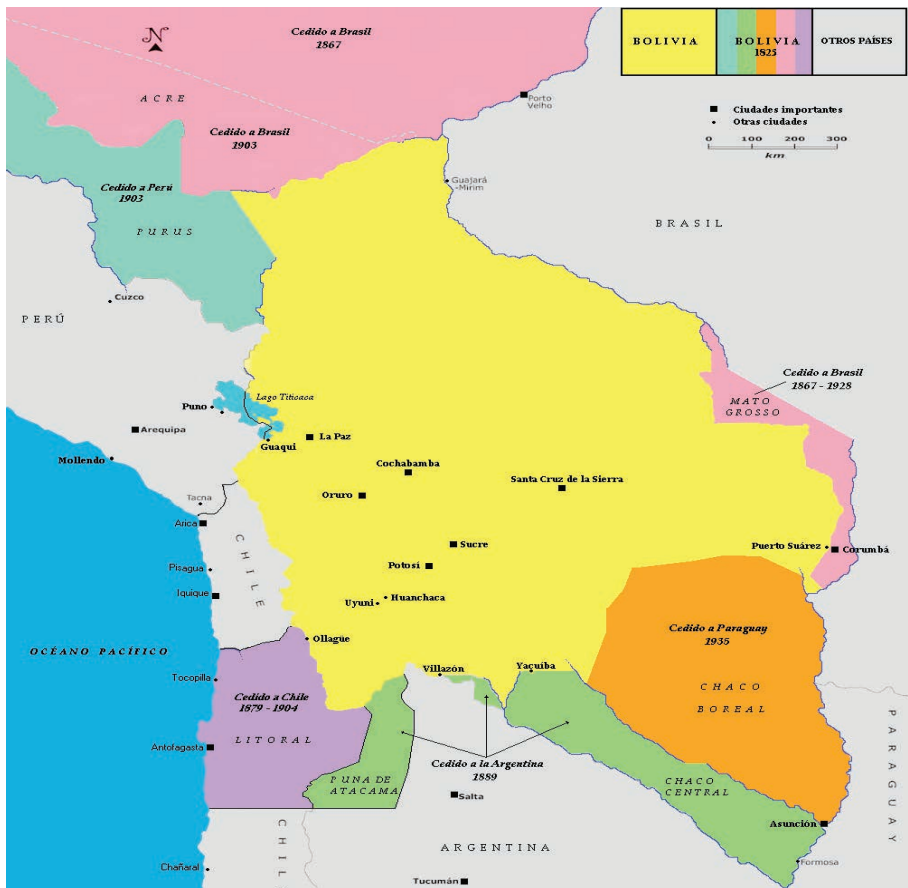 N
Cedido a Brasil
1867
BOLIVIA
BOLIVIA
1825
OTROS PAÍSES
ACRE
Porto
Velho
Ciudades importantes
Otras ciudades
0 100 200 300
km
Cedido a Brasil
1903
Cedido a Perú
1903
Guajará
-Mirim
PURUS
BRASIL
Cuzco
PERÚ
Cedido a Brasil
1867 - 1928
MATO
GROSSO
Lago Titicaca
Puno
Arequipa
La Paz
Guaqui
Mollendo
Cochabamba
Santa Cruz de la Sierra
Oruro
Tacna
Arica
Sucre
Puerto Suárez
Corumbá
CHILE
Potosí
Pisagua
Iquique
Huanchaca
Uyuni
Cedido a Paraguay
1935
Ollagüe
OCÉANO PACÍFICO
Villazón
Yacuíba
Tocopilla
CHACO
BOREAL
Cedido a Chile
1879 - 1904
PARAGUAY
LITORAL
Antofagasta
Cedido a la Argentina
1889
PUNA DE
ATACAMA
CHACO
CENTRAL
Salta
Asunción
CHIL
ARGENTINA
Formosa
Chañaral
Tucumán